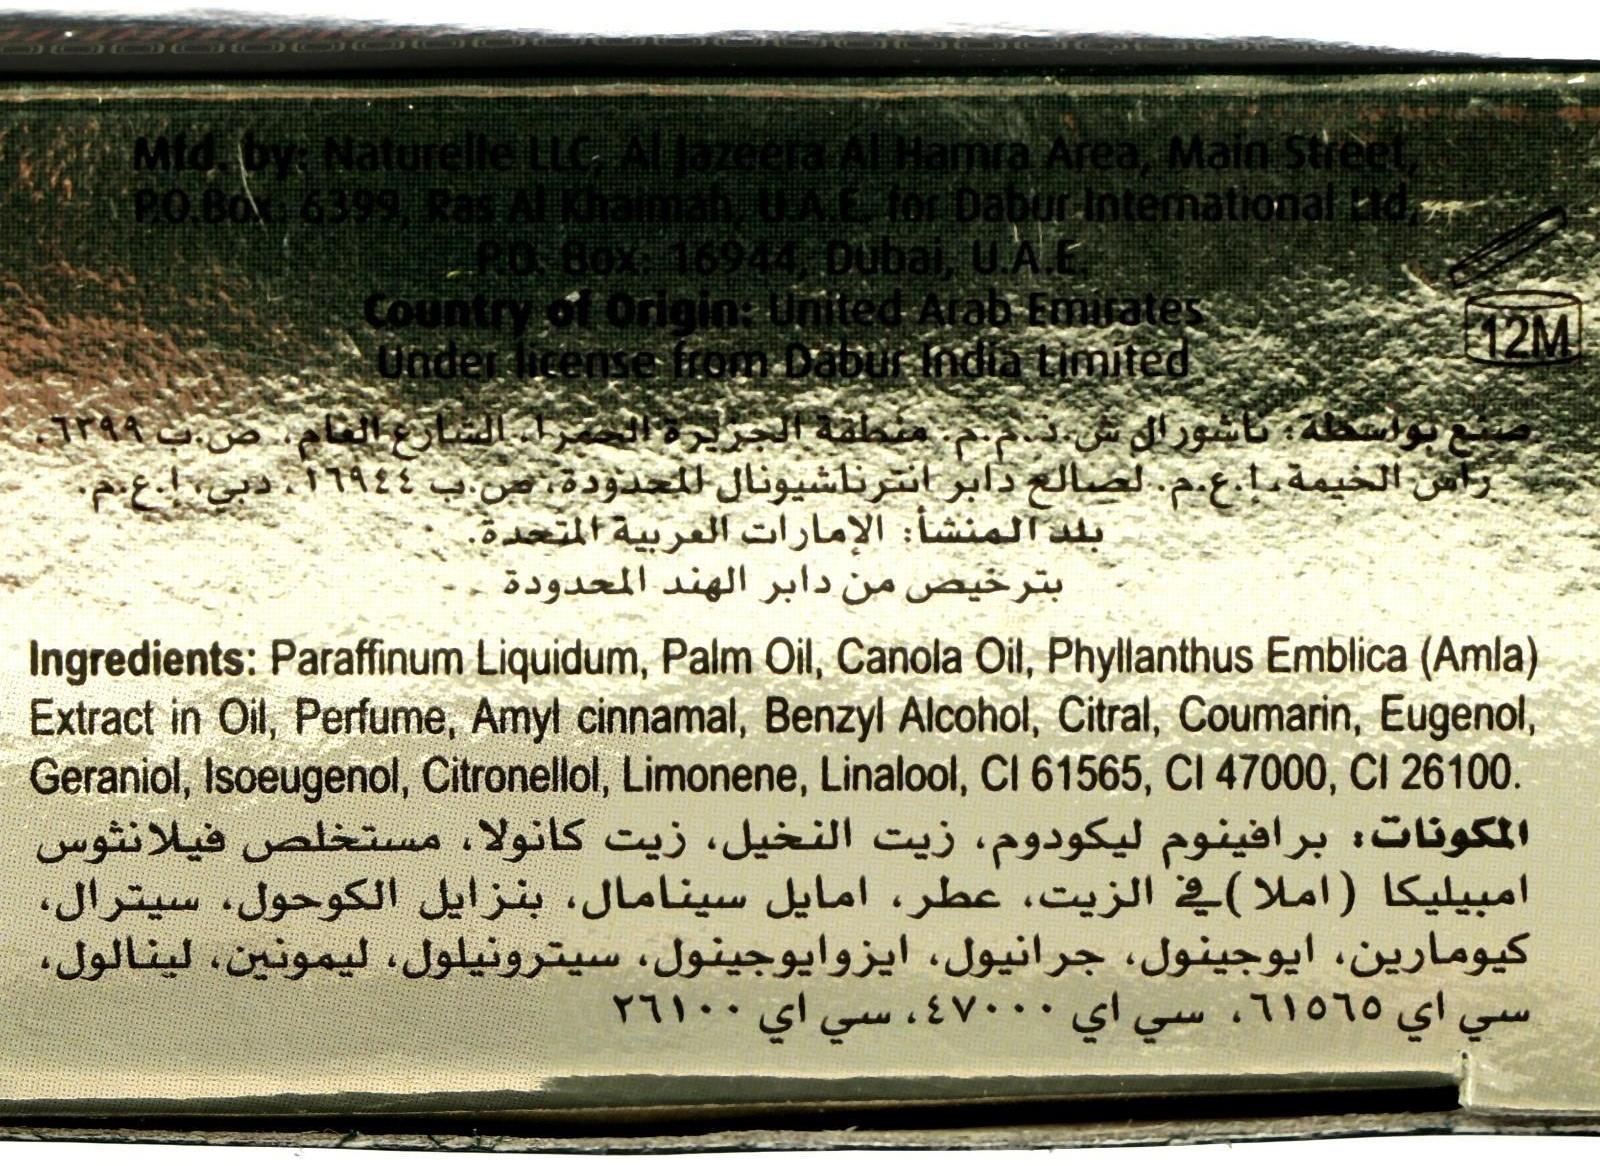 Mfd. by: Naturelle LLC, Al Jazeera Al Hamra Area, Main Street,
P.O.Box: 6399, Ras Al Khaimah, U.A.E. for Dabur International Ltd,
P.O. Box: 16944, Dubai, U.A.E.
Country of Origin: United Arab Emirates
Under license from Dabur India Limited
12M
صنع بواسطة: ناشورال ش.ذ.م.م. منطقة الجزيرة الحمرا، الشارع العام، ص.ب ٦٣٩٩،
راس الخيمة، إ.ع.م. لصالح دابر انترناشيونال المحدودة، ص.ب ١٦٩٤٤، دبي، إ.ع.م.
بلد المنشأ: الإمارات العربية المتحدة.
بترخيص من دابر الهند المحدودة
Ingredients: Paraffinum Liquidum, Palm Oil, Canola Oil, Phyllanthus Emblica (Amla)
Extract in Oil, Perfume, Amyl cinnamal, Benzyl Alcohol, Citral, Coumarin, Eugenol,
Geraniol, Isoeugenol, Citronellol, Limonene, Linalool, CI 61565, CI 47000, CI 26100.
المكونات: برافينوم ليكودوم، زيت النخيل، زيت كانولا، مستخلص فيلانثوس
امبيليكا (املا) في الزيت، عطر، امايل سينامال، بنزايل الكوحول، سيترال،
كيومارين، ايوجينول، جرانيول، ايزوايوجينول، سيترونيلول، ليمونين، لينالول،
سي اي ٦١٥٦٥، سي اي ٤٧٠٠٠، سي اي ٢٦١٠٠